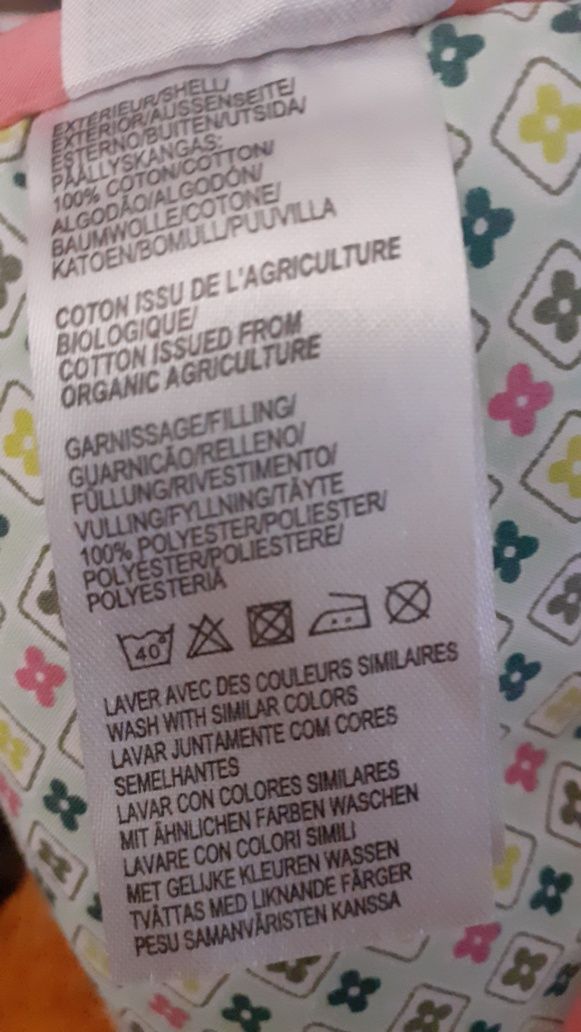 EXTÉRIEUR/SHELL/
EXTERIOR/AUSSENSEITE/
ESTERNO/BUITEN/UTSIDA/
PÄÄLLYSKANGAS:
100% COTON/COTTON/
ALGODÃO/ALGODÓN/
BAUMWOLLE/COTONE/
KATOEN/BOMULL/PUUVILLA
COTON ISSU DE L'AGRICULTURE
BIOLOGIQUE/
COTTON ISSUED FROM
ORGANIC AGRICULTURE
GARNISSAGE/FILLING/
GUARNICÃO/RELLENO/
FÜLLUNG/RIVESTIMENTO/
VULLING/FYLLNING/TÄYTE
100% POLYESTER/POLIESTER/
POLYESTER/POLIESTERE/
POLYESTERIÄ
40°
LAVER AVEC DES COULEURS SIMILAIRES
WASH WITH SIMILAR COLORS
LAVAR JUNTAMENTE COM CORES
SEMELHANTES
LAVAR CON COLORES SIMILARES
MIT ÄHNLICHEN FARBEN WASCHEN
LAVARE CON COLORI SIMILI
MET GELIJKE KLEUREN WASSEN
TVÄTTAS MED LIKNANDE FÄRGER
PESU SAMANVÄRISTEN KANSSA